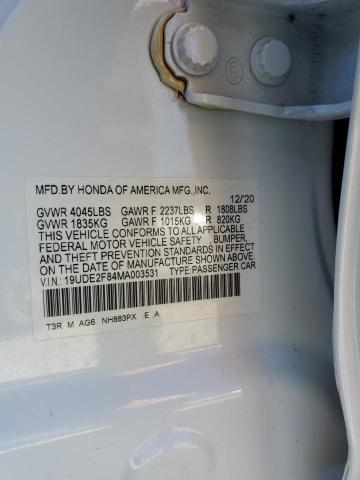 MFD.BY HONDA OF AMERICA MFG.,INC.
12/'20
GVWR 4045LBS GAWR F 2237LBS R 1808LBS
GVWR 1835KG GAWR F 1015KG R 820KG
THIS VEHICLE CONFORMS TO ALL APPLICABLE
FEDERAL MOTOR VEHICLE SAFETY , BUMPER,
AND THEFT PREVENTION STANDARDS IN EFFECT
ON THE DATE OF MANUFACTURE SHOWN ABOVE.
V.I.N.: 19UDE2F84MA003531 TYPE:PASSENGER CAR
T3R M AG6 NH883PX .E A